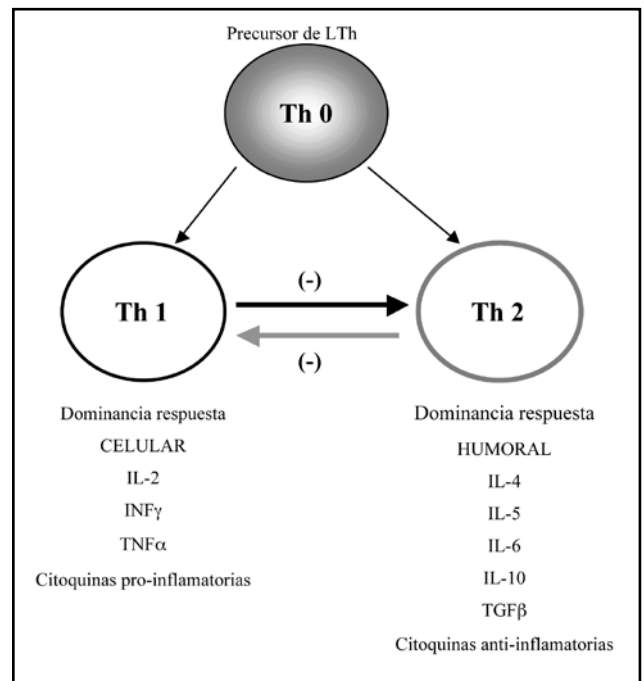 Precursor de LTh
Th 0
(-)
Th 1
Th 2
(-)
Dominancia respuesta
CELULAR
IL-2
INFγ
TNFα
Citoquinas pro-inflamatorias
Dominancia respuesta
HUMORAL
IL-4
IL-5
IL-6
IL-10
TGFβ
Citoquinas anti-inflamatorias